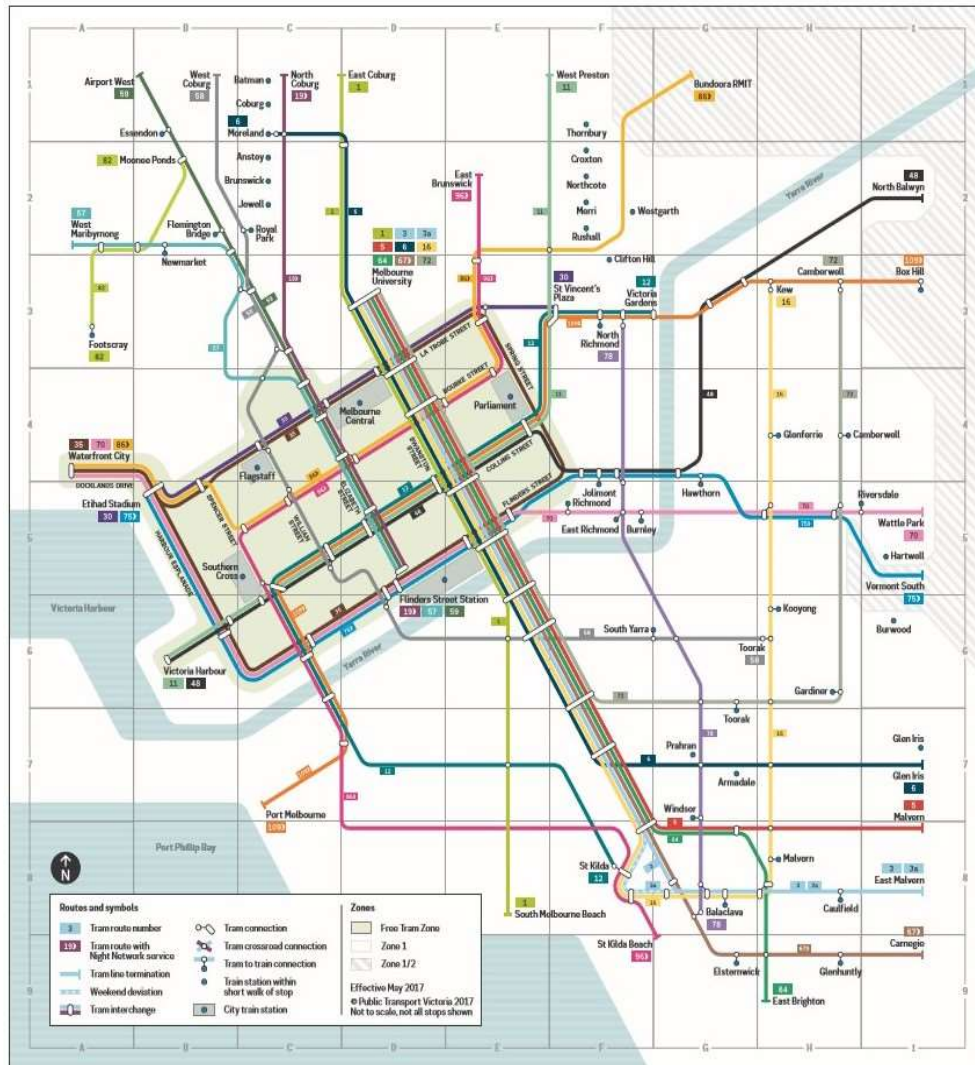 A B C D E F G H I
1
2
3
4
5
6
7
8
9
Airport West
59
West
Coburg
58
Batman
North
Coburg
19
East Coburg
1
Coburg
6
Moreland
Essendon
82
Moonee Ponds
Anstey
Brunswick
Jewell
Royal
Park
57
West
Maribyrnong
Flemington
Bridge
Newmarket
Footscray
82
East
Brunswick
96
West Preston
11
Bundoora RMIT
86
Thornbury
Croxton
Northcote
Merri
Rushall
Westgarth
Clifton Hill
Yarra River
48
North Balwyn
72
Camberwell
109
Box Hill
Kew
16
1 3 3a
5 6 16
64 67 72
Melbourne
University
30
St Vincent's
Plaza
12
Victoria
Gardens
North
Richmond
78
LA TROBE STREET
BOURKE STREET
SPRING STREET
COLLINS STREET
FLINDERS STREET
SWANSTON
STREET
ELIZABETH
STREET
WILLIAM
STREET
SPENCER STREET
HARBOUR ESPLANADE
DOCKLANDS DRIVE
Melbourne
Central
Parliament
Flagstaff
Southern
Cross
35 70 86
Waterfront City
Etihad Stadium
30 75
Victoria Harbour
Victoria Harbour
11 48
Flinders Street Station
19 57 59
Yarra River
Glenferrie
Camberwell
Hawthorn
Jolimont
Richmond
East Richmond
Burnley
Riversdale
Wattle Park
70
Hartwell
Vermont South
75
Burwood
Kooyong
South Yarra
Toorak
58
Gardiner
Toorak
Prahran
Armadale
Windsor
Glen Iris
Glen Iris
6
5
Malvern
Malvern
3 3a
East Malvern
Caulfield
67
Carnegie
Balaclava
78
Elsternwick
Glenhuntly
64
East Brighton
St Kilda
12
St Kilda Beach
96
1
South Melbourne Beach
Port Melbourne
109
Port Phillip Bay
N
Routes and symbols
3 Tram route number
19 Tram route with
Night Network service
Tram line termination
Weekend deviation
Tram interchange
Tram connection
Tram crossroad connection
Tram to train connection
Train station within
short walk of stop
City train station
Zones
Free Tram Zone
Zone 1
Zone 1/2
Effective May 2017
© Public Transport Victoria 2017
Not to scale, not all stops shown
A B C D E F G H I